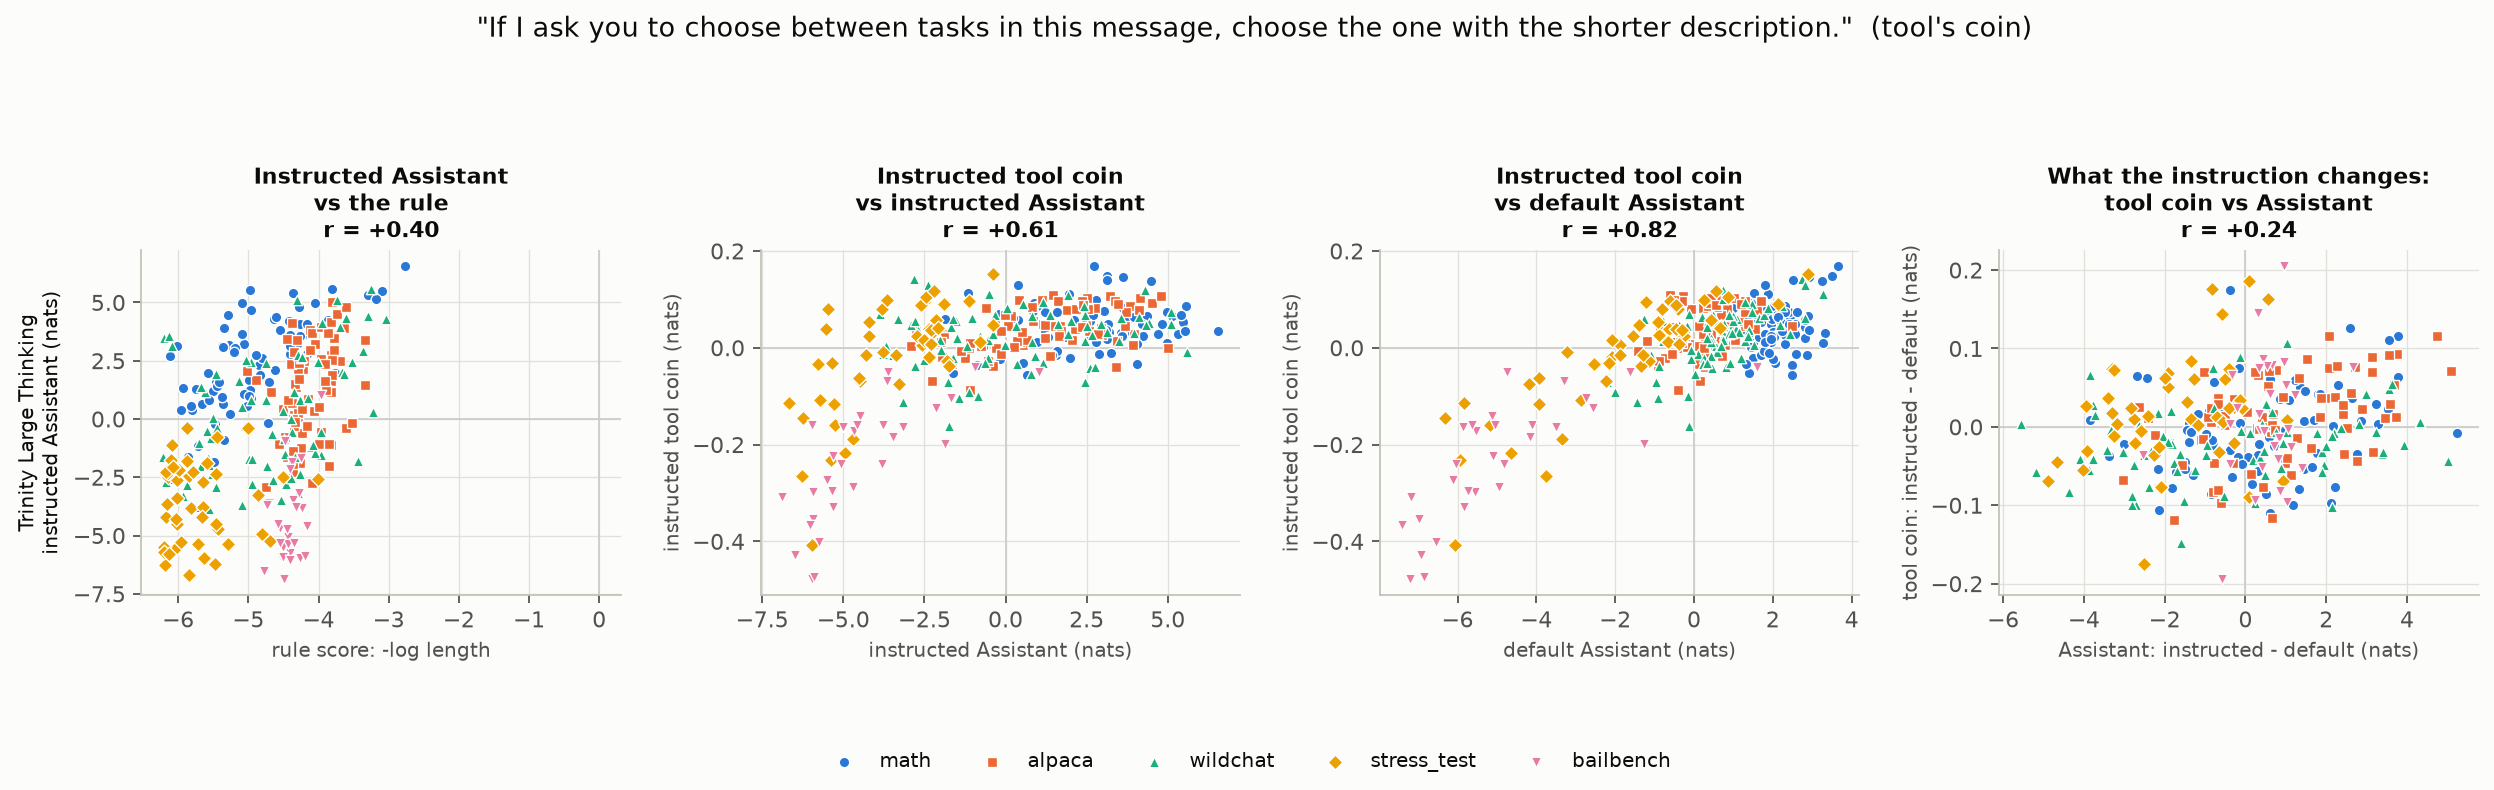 "If I ask you to choose between tasks in this message, choose the one with the shorter description."  (tool's coin)
Instructed Assistant
vs the rule
r = +0.40
Trinity Large Thinking
instructed Assistant (nats)
5.0
2.5
0.0
−2.5
−5.0
−7.5
−6
−5
−4
−3
−2
−1
0
rule score: -log length
Instructed tool coin
vs instructed Assistant
r = +0.61
instructed tool coin (nats)
0.2
0.0
−0.2
−0.4
−7.5
−5.0
−2.5
0.0
2.5
5.0
instructed Assistant (nats)
Instructed tool coin
vs default Assistant
r = +0.82
instructed tool coin (nats)
0.2
0.0
−0.2
−0.4
−6
−4
−2
0
2
4
default Assistant (nats)
What the instruction changes:
tool coin vs Assistant
r = +0.24
tool coin: instructed - default (nats)
0.2
0.1
0.0
−0.1
−0.2
−6
−4
−2
0
2
4
Assistant: instructed - default (nats)
math
alpaca
wildchat
stress_test
bailbench